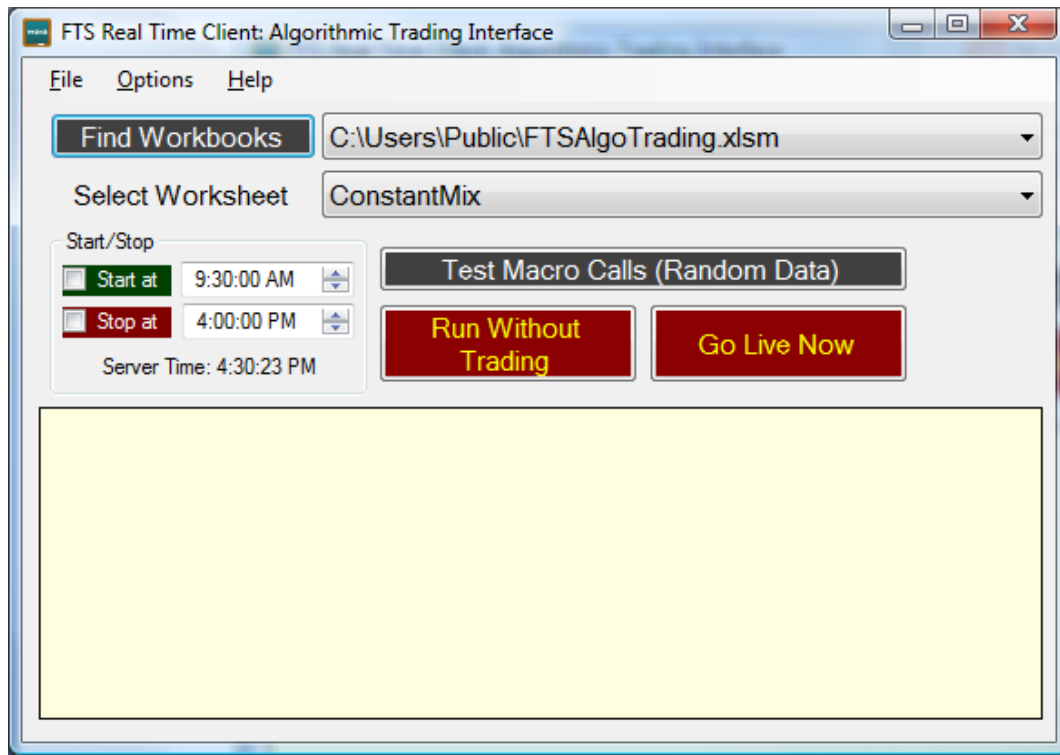 FTS Real Time Client: Algorithmic Trading Interface
File Options Help
Find Workbooks C:\Users\Public\FTSAlgoTrading.xlsm
Select Worksheet ConstantMix
Start/Stop
Start at 9:30:00 AM
Stop at 4:00:00 PM
Server Time: 4:30:23 PM
Test Macro Calls (Random Data)
Run Without
Trading
Go Live Now